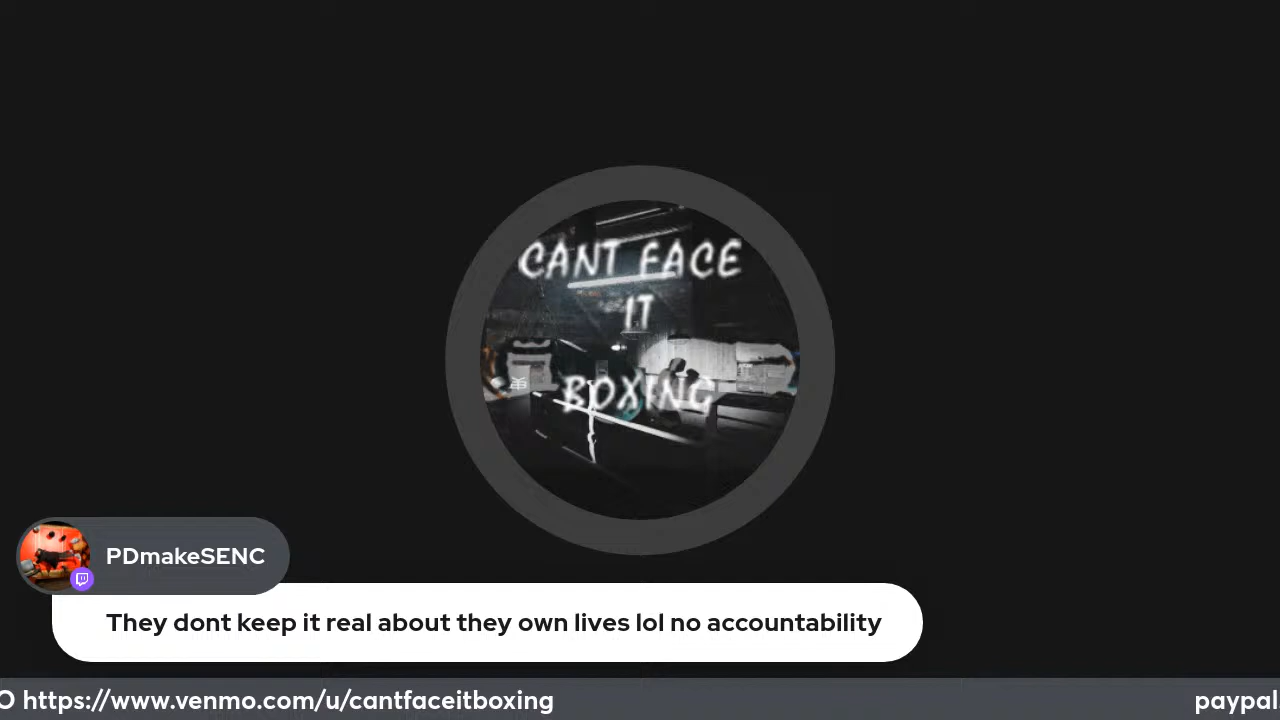 CANT FACE
IT
BOXING
PDmakeSENC
They dont keep it real about they own lives lol no accountability
O https://www.venmo.com/u/cantfaceitboxing paypal